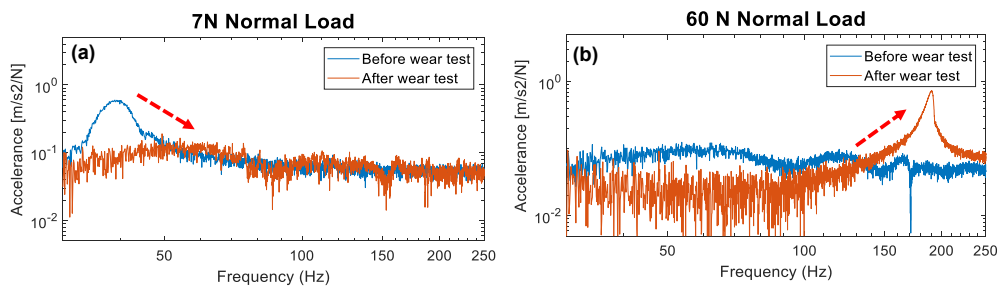 7N Normal Load
(a)
Before wear test
After wear test
10^0
10^-1
10^-2
Accelerance [m/s2/N]
50
100
150
200
250
Frequency (Hz)
60 N Normal Load
(b)
Before wear test
After wear test
10^0
10^-2
Accelerance [m/s2/N]
50
100
150
200
250
Frequency (Hz)